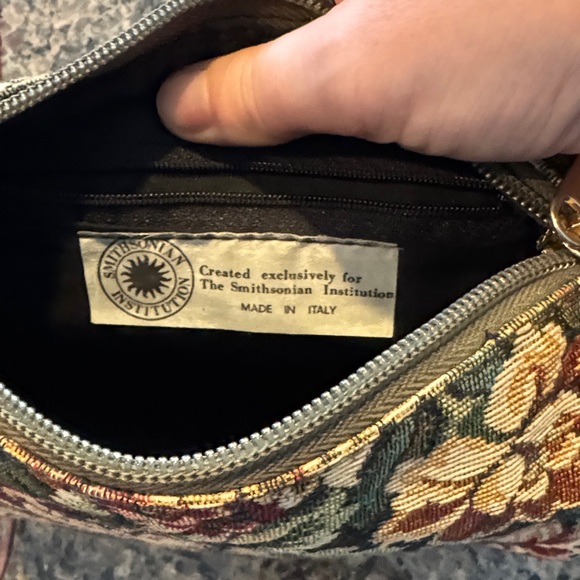 SMITHSONIAN
INSTITUTION
Created exclusively for
The Smithsonian Institution
MADE IN ITALY